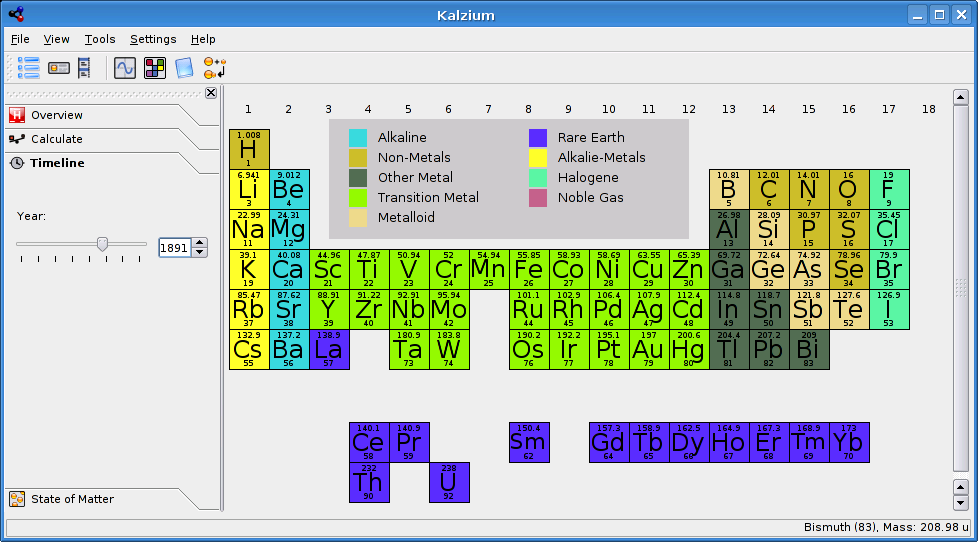 Kalzium
File View Tools Settings Help
Overview
Calculate
Timeline
Year:
1891
State of Matter
1 2 3 4 5 6 7 8 9 10 11 12 13 14 15 16 17 18
Alkaline Rare Earth
Non-Metals Alkalie-Metals
Other Metal Halogene
Transition Metal Noble Gas
Metalloid
1.008
H
1
6.941 9.012 10.81 12.01 14.01 16 19
Li Be B C N O F
3 4 5 6 7 8 9
22.99 24.31 26.98 28.09 30.97 32.07 35.45
Na Mg Al Si P S Cl
11 12 13 14 15 16 17
39.1 40.08 44.96 47.87 50.94 52 54.94 55.85 58.93 58.69 63.55 65.39 69.72 72.64 74.92 78.96 79.9
K Ca Sc Ti V Cr Mn Fe Co Ni Cu Zn Ga Ge As Se Br
19 20 21 22 23 24 25 26 27 28 29 30 31 32 33 34 35
85.47 87.62 88.91 91.22 92.91 95.94 101.1 102.9 106.4 107.9 112.4 114.8 118.7 121.8 127.6 126.9
Rb Sr Y Zr Nb Mo Ru Rh Pd Ag Cd In Sn Sb Te I
37 38 39 40 41 42 44 45 46 47 48 49 50 51 52 53
132.9 137.2 138.9 180.9 183.8 190.2 192.2 195.1 197 200.6 204.4 207.2 209
Cs Ba La Ta W Os Ir Pt Au Hg Tl Pb Bi
55 56 57 73 74 76 77 78 79 80 81 82 83
140.1 140.9 150.4 157.3 158.9 162.5 164.9 167.3 168.9 173
Ce Pr Sm Gd Tb Dy Ho Er Tm Yb
58 59 62 64 65 66 67 68 69 70
232 238
Th U
90 92
Bismuth (83), Mass: 208.98 u